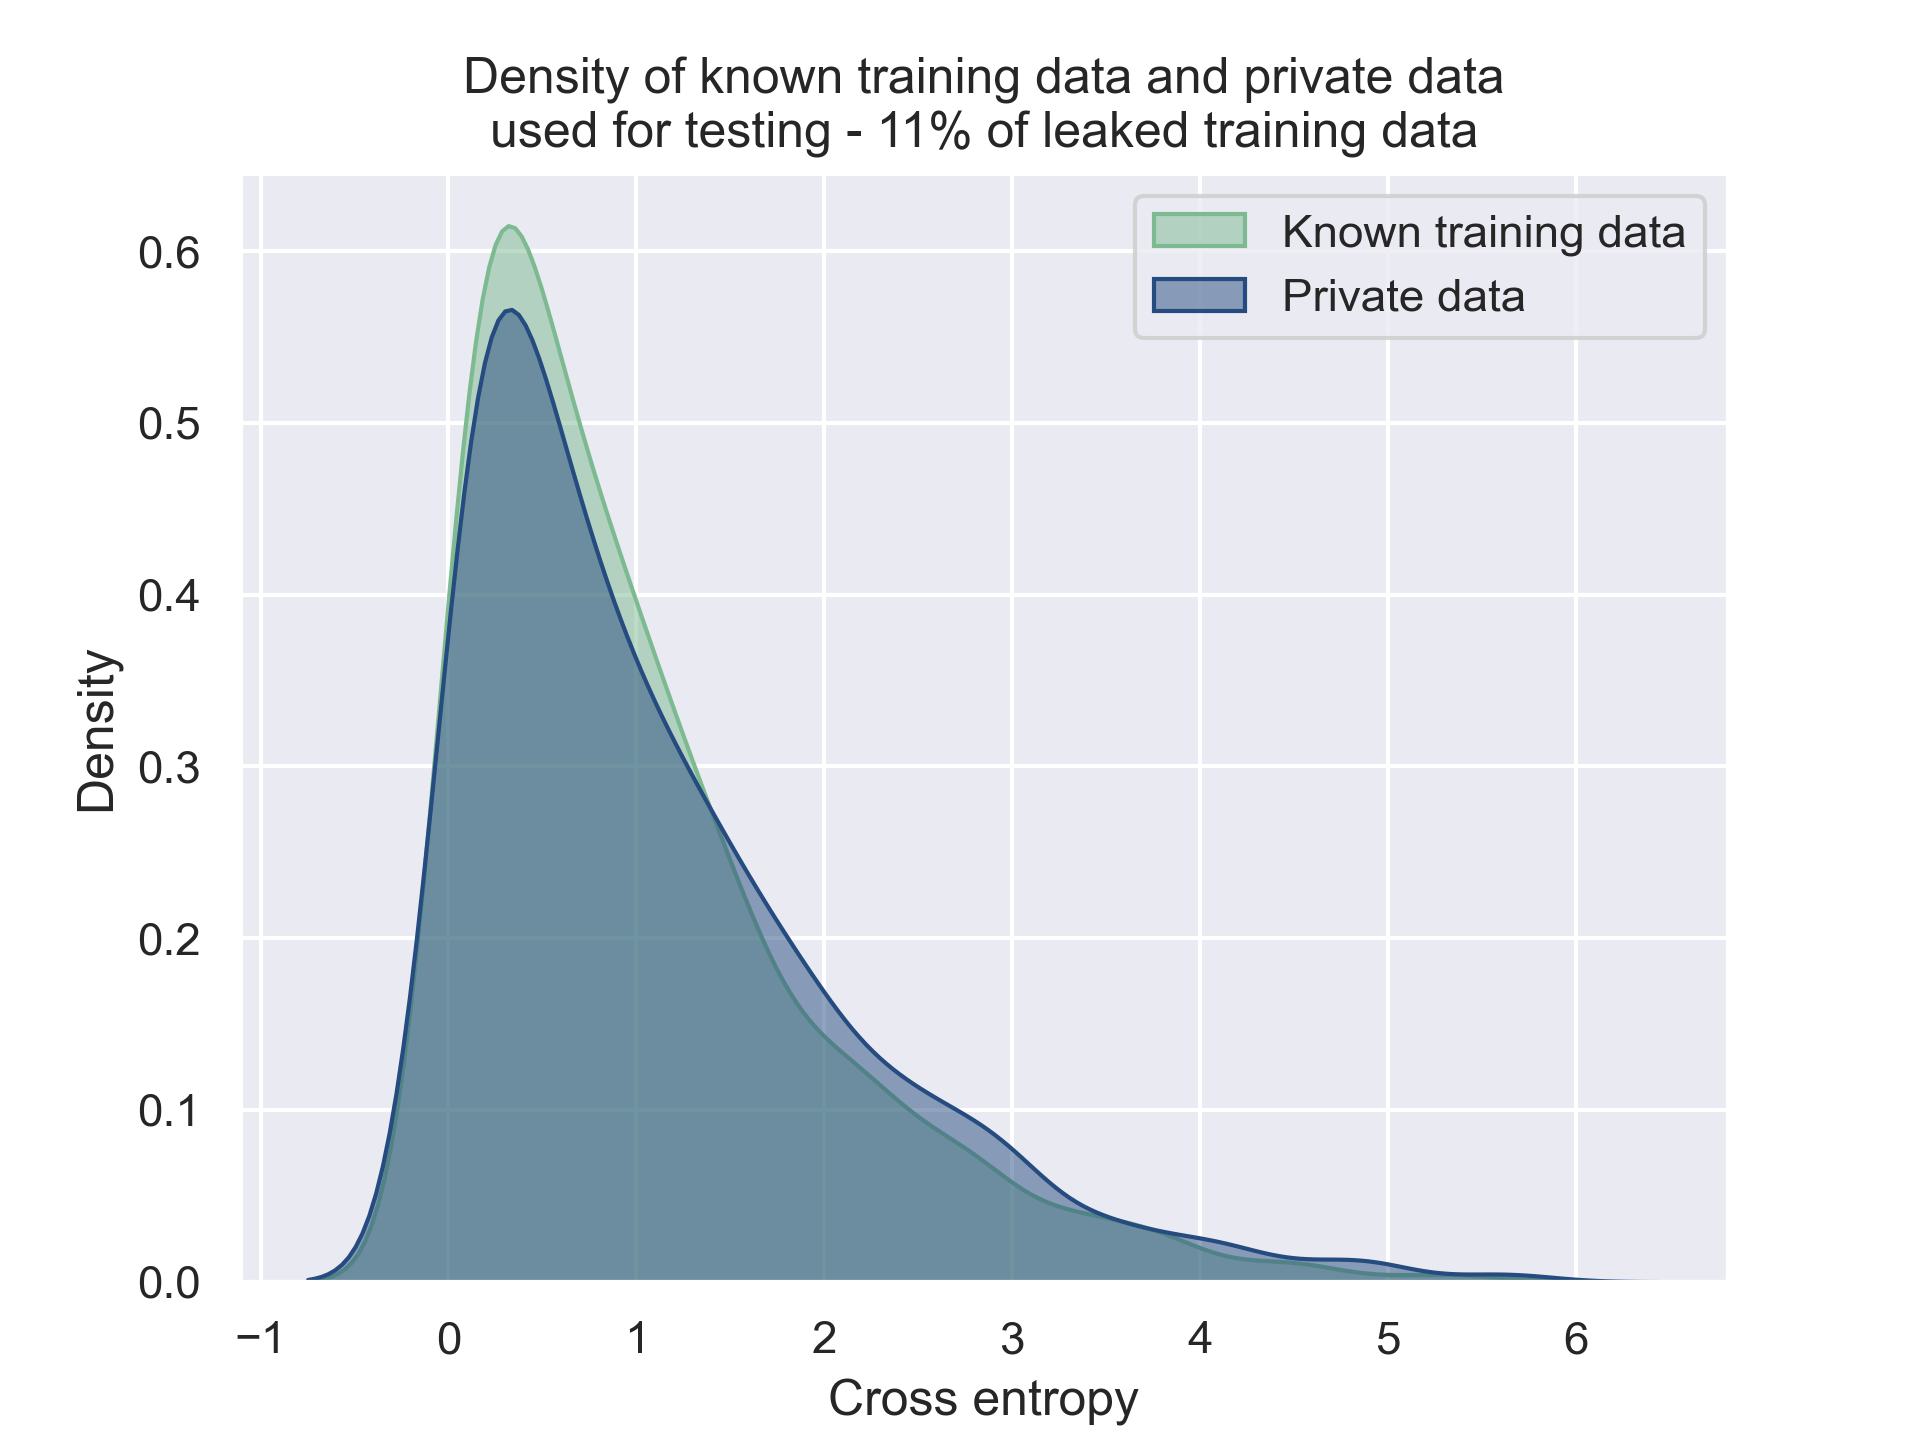 Density of known training data and private data
used for testing - 11% of leaked training data
Known training data
Private data
0.6
0.5
0.4
0.3
0.2
0.1
0.0
Density
−1 0 1 2 3 4 5 6
Cross entropy